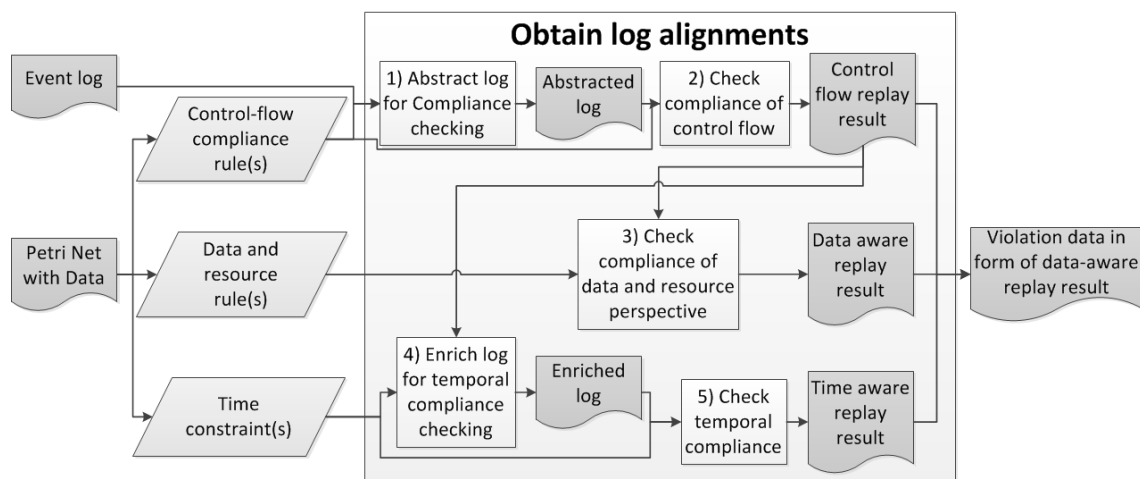 Obtain log alignments
Event log
1) Abstract log
for Compliance
checking
Abstracted
log
2) Check
compliance of
control flow
Control
flow replay
result
Control-flow
compliance
rule(s)
Petri Net
with Data
Data and
resource
rule(s)
3) Check
compliance of
data and resource
perspective
Data aware
replay
result
Violation data in
form of data-aware
replay result
Time
constraint(s)
4) Enrich log
for temporal
compliance
checking
Enriched
log
5) Check
temporal
compliance
Time aware
replay
result